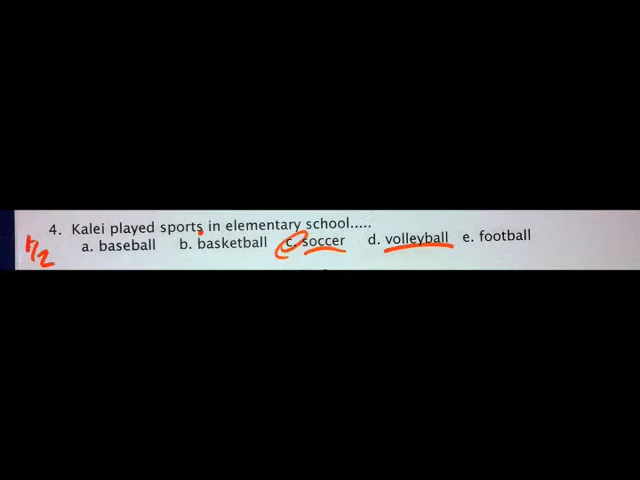 4. Kalei played sports in elementary school.....
a. baseball b. basketball c. soccer d. volleyball e. football
1/2